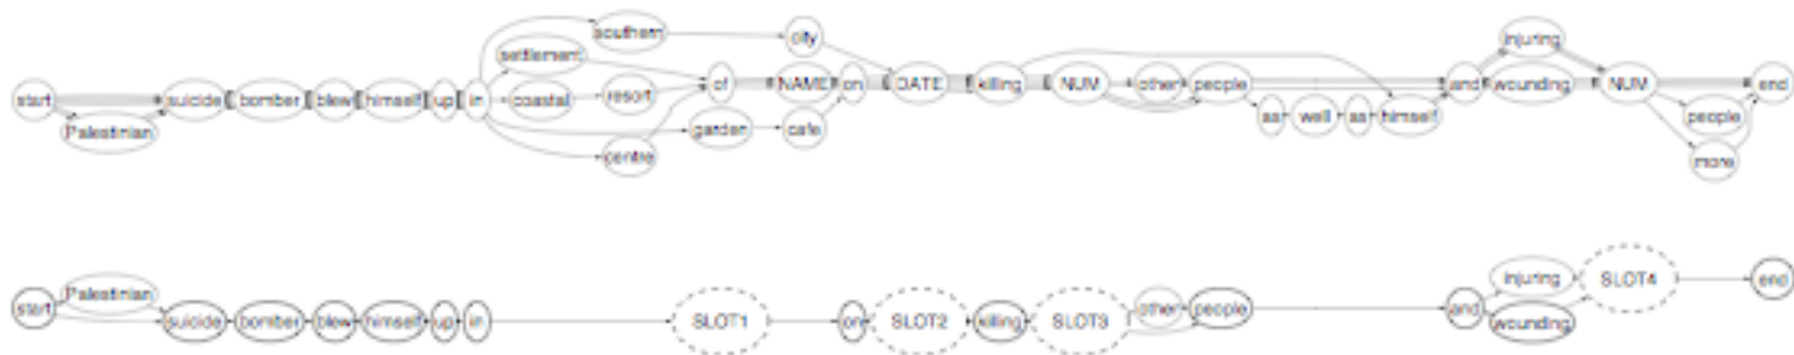 southern city injuring
settlement
start suicide bomber blew himself up in coastal resort of NAME on DATE killing NUM other people and wounding NUM end
Palestinian garden cafe as well as himself people
centre more
Palestinian injuring SLOT4 end
start suicide bomber blew himself up in SLOT1 on SLOT2 killing SLOT3 other people and wounding